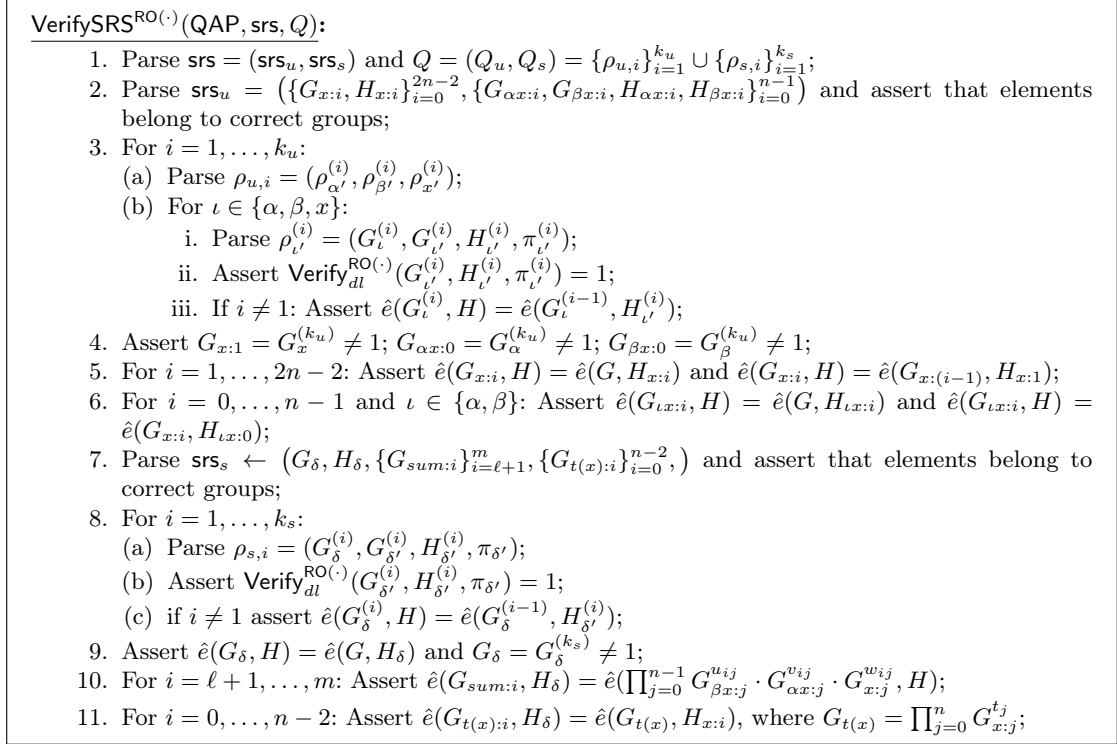 VerifySRS^{RO(·)}(QAP, srs, Q):
1. Parse srs = (srs_u, srs_s) and Q = (Q_u, Q_s) = {ρ_{u,i}}_{i=1}^{k_u} ∪ {ρ_{s,i}}_{i=1}^{k_s};
2. Parse srs_u = ({G_{x:i}, H_{x:i}}_{i=0}^{2n−2}, {G_{αx:i}, G_{βx:i}, H_{αx:i}, H_{βx:i}}_{i=0}^{n−1}) and assert that elements
belong to correct groups;
3. For i = 1, . . . , k_u:
(a) Parse ρ_{u,i} = (ρ_{α′}^{(i)}, ρ_{β′}^{(i)}, ρ_{x′}^{(i)});
(b) For ι ∈ {α, β, x}:
i. Parse ρ_{ι′}^{(i)} = (G_ι^{(i)}, G_{ι′}^{(i)}, H_{ι′}^{(i)}, π_{ι′}^{(i)});
ii. Assert Verify_{dl}^{RO(·)}(G_{ι′}^{(i)}, H_{ι′}^{(i)}, π_{ι′}^{(i)}) = 1;
iii. If i ≠ 1: Assert ê(G_ι^{(i)}, H) = ê(G_ι^{(i−1)}, H_{ι′}^{(i)});
4. Assert G_{x:1} = G_x^{(k_u)} ≠ 1; G_{αx:0} = G_α^{(k_u)} ≠ 1; G_{βx:0} = G_β^{(k_u)} ≠ 1;
5. For i = 1, . . . , 2n − 2: Assert ê(G_{x:i}, H) = ê(G, H_{x:i}) and ê(G_{x:i}, H) = ê(G_{x:(i−1)}, H_{x:1});
6. For i = 0, . . . , n − 1 and ι ∈ {α, β}: Assert ê(G_{ιx:i}, H) = ê(G, H_{ιx:i}) and ê(G_{ιx:i}, H) =
ê(G_{x:i}, H_{ιx:0});
7. Parse srs_s ← (G_δ, H_δ, {G_{sum:i}}_{i=ℓ+1}^m, {G_{t(x):i}}_{i=0}^{n−2}, ) and assert that elements belong to
correct groups;
8. For i = 1, . . . , k_s:
(a) Parse ρ_{s,i} = (G_δ^{(i)}, G_{δ′}^{(i)}, H_{δ′}^{(i)}, π_{δ′});
(b) Assert Verify_{dl}^{RO(·)}(G_{δ′}^{(i)}, H_{δ′}^{(i)}, π_{δ′}) = 1;
(c) if i ≠ 1 assert ê(G_δ^{(i)}, H) = ê(G_δ^{(i−1)}, H_{δ′}^{(i)});
9. Assert ê(G_δ, H) = ê(G, H_δ) and G_δ = G_δ^{(k_s)} ≠ 1;
10. For i = ℓ + 1, . . . , m: Assert ê(G_{sum:i}, H_δ) = ê(∏_{j=0}^{n−1} G_{βx:j}^{u_{ij}} · G_{αx:j}^{v_{ij}} · G_{x:j}^{w_{ij}}, H);
11. For i = 0, . . . , n − 2: Assert ê(G_{t(x):i}, H_δ) = ê(G_{t(x)}, H_{x:i}), where G_{t(x)} = ∏_{j=0}^n G_{x:j}^{t_j};